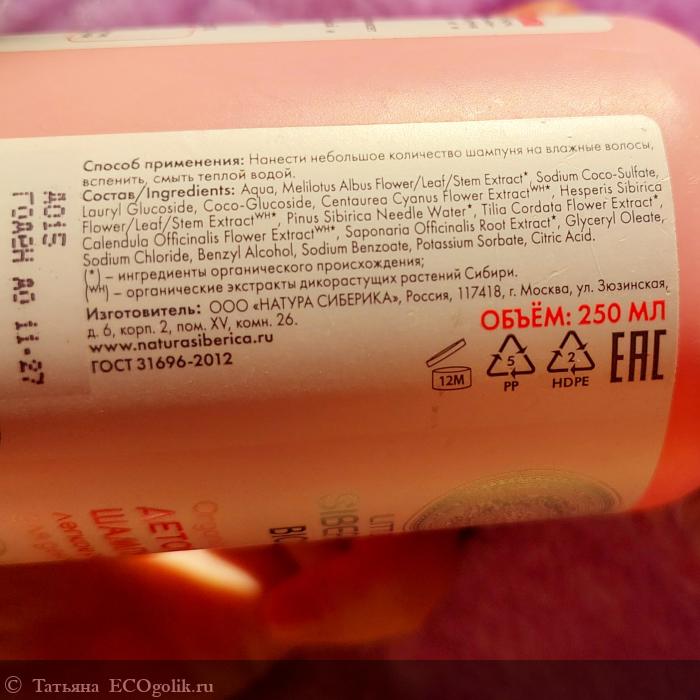 Способ применения: Нанести небольшое количество шампуня на влажные волосы,
вспенить, смыть теплой водой.
Состав/Ingredients: Aqua, Melilotus Albus Flower/Leaf/Stem Extract*, Sodium Coco-Sulfate,
Lauryl Glucoside, Coco-Glucoside, Centaurea Cyanus Flower Extractᵂᴴ*, Hesperis Sibirica
Flower/Leaf/Stem Extractᵂᴴ*, Pinus Sibirica Needle Water*, Tilia Cordata Flower Extract*,
Calendula Officinalis Flower Extractᵂᴴ*, Saponaria Officinalis Root Extract*, Glyceryl Oleate,
Sodium Chloride, Benzyl Alcohol, Sodium Benzoate, Potassium Sorbate, Citric Acid.
(*) – ингредиенты органического происхождения;
(ᵂᴴ) – органические экстракты дикорастущих растений Сибири.
Изготовитель: ООО «НАТУРА СИБЕРИКА», Россия, 117418, г. Москва, ул. Зюзинская,
д. 6, корп. 2, пом. XV, комн. 26.
www.naturasiberica.ru
ГОСТ 31696-2012
ОБЪЁМ: 250 МЛ
12M
5
PP
2
HDPE
EAC
ГОДЕН ДО 11-27
© Татьяна ECOgolik.ru